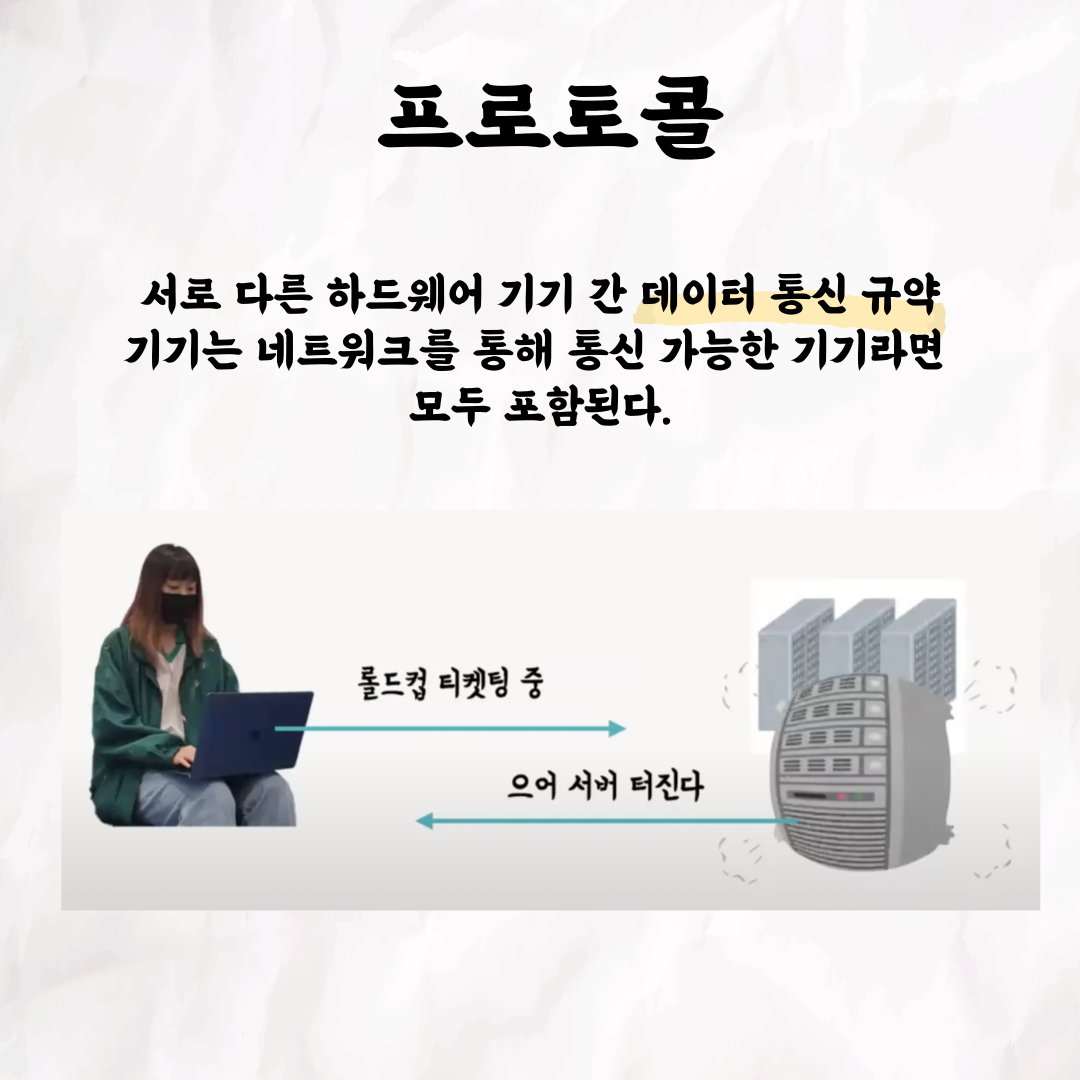 프로토콜
서로 다른 하드웨어 기기 간 데이터 통신 규약
기기는 네트워크를 통해 통신 가능한 기기라면
모두 포함된다.
롤드컵 티켓팅 중
으어 서버 터진다